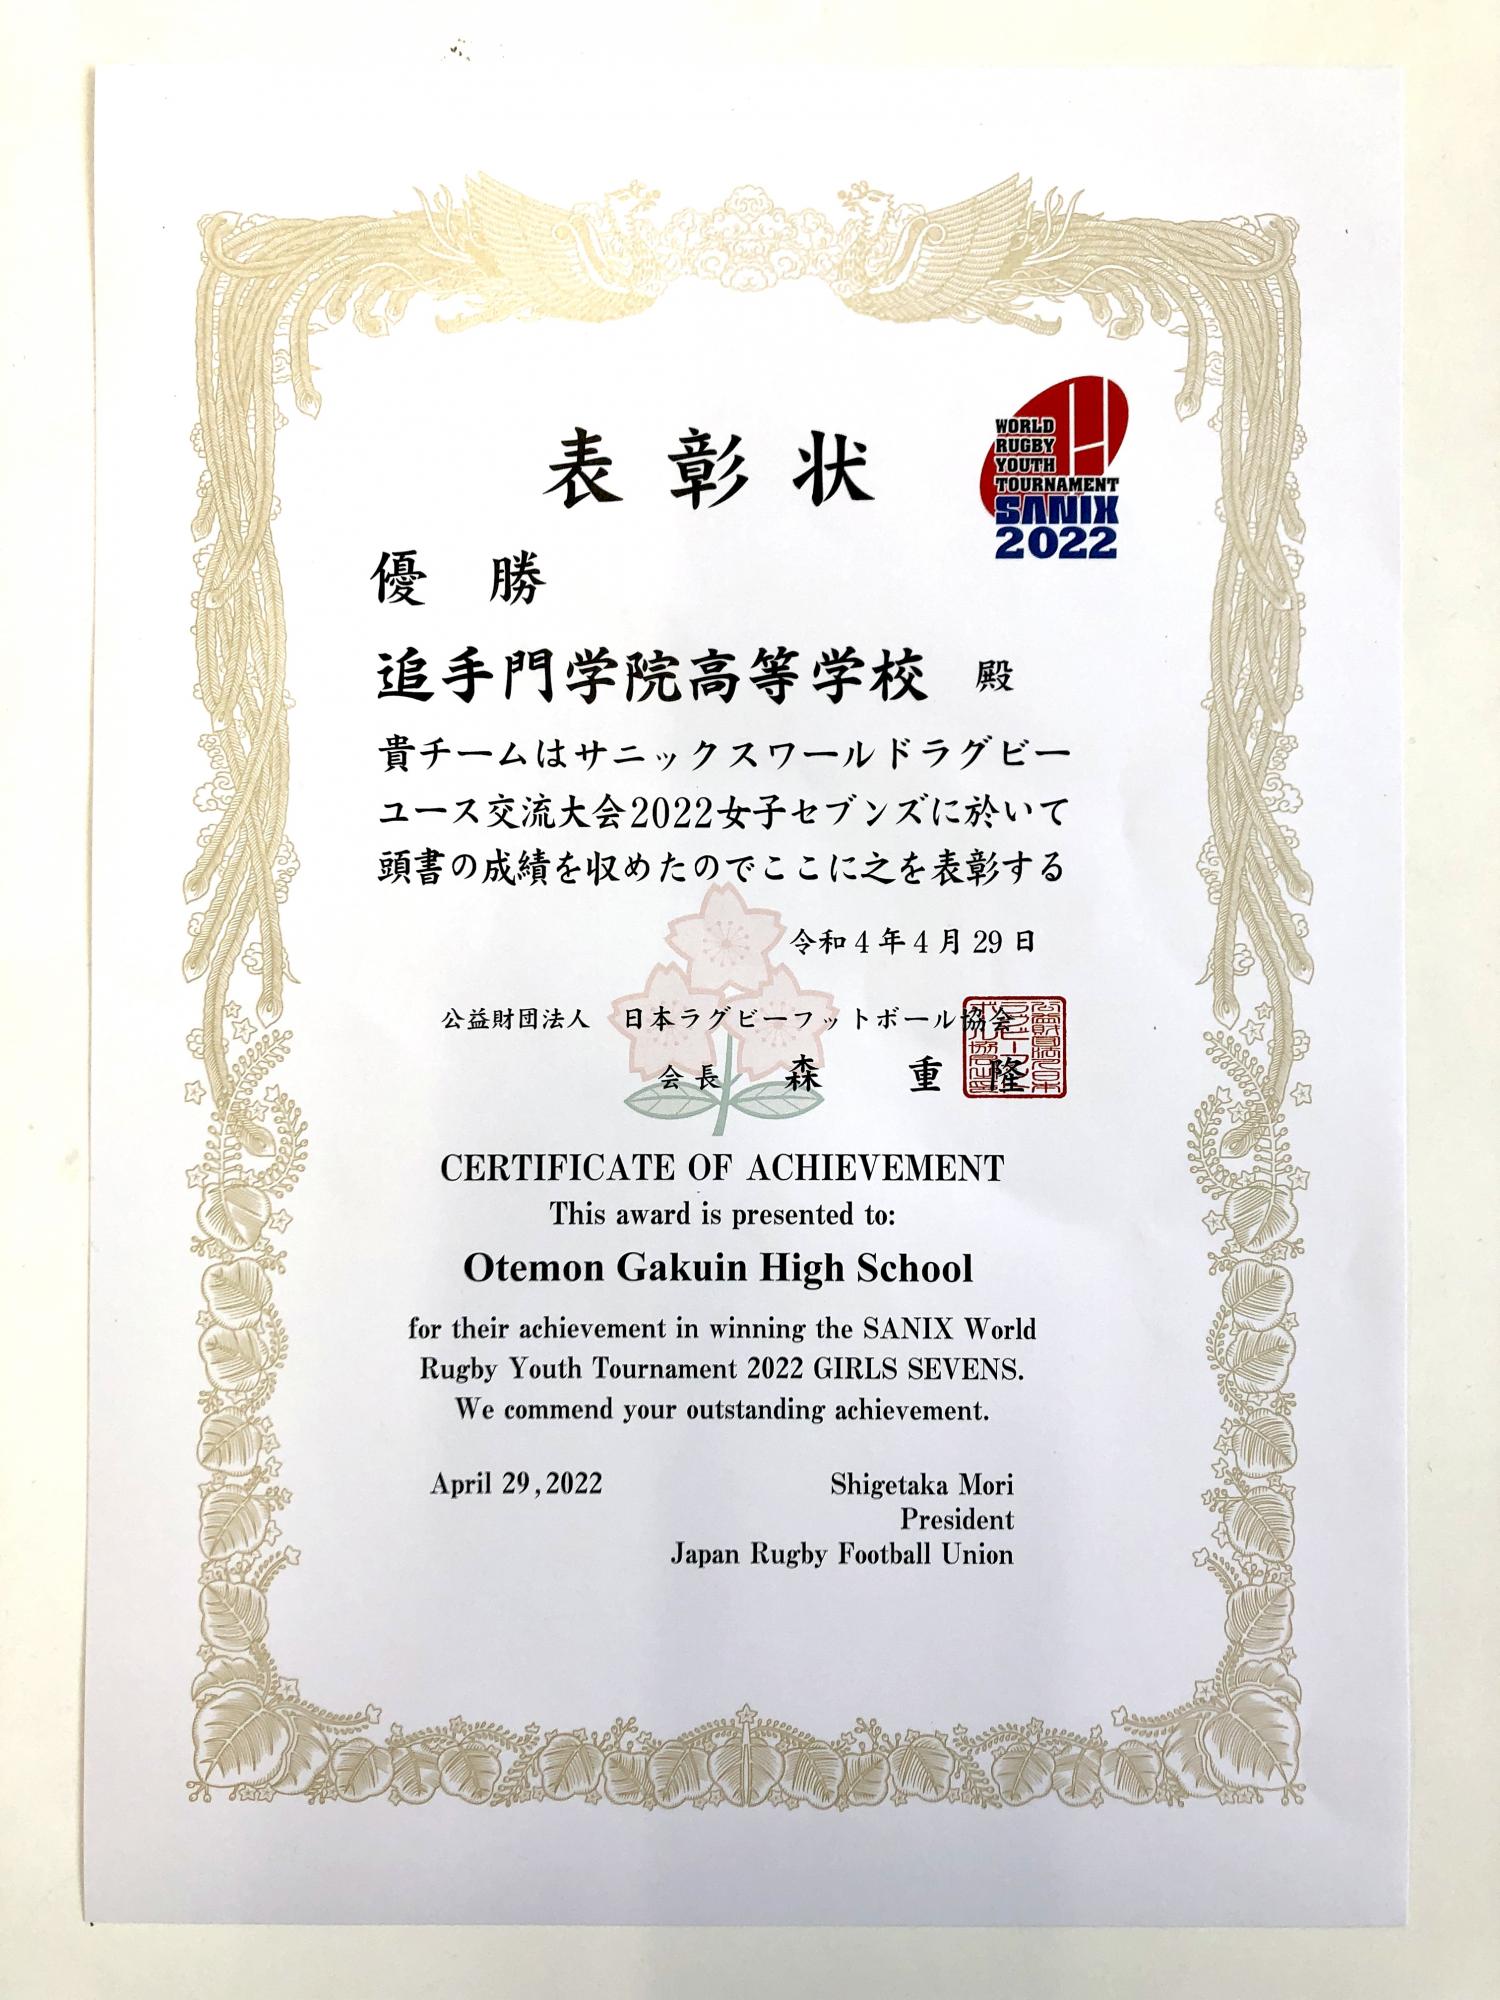 表彰状
WORLD
RUGBY
YOUTH
TOURNAMENT
SANIX
2022
優 勝
追手門学院高等学校 殿
貴チームはサニックスワールドラグビー
ユース交流大会2022女子セブンズに於いて
頭書の成績を収めたのでここに之を表彰する
令和4年4月29日
公益財団法人 日本ラグビーフットボール協会
会長 森 重 隆
CERTIFICATE OF ACHIEVEMENT
This award is presented to:
Otemon Gakuin High School
for their achievement in winning the SANIX World
Rugby Youth Tournament 2022 GIRLS SEVENS.
We commend your outstanding achievement.
April 29,2022
Shigetaka Mori
President
Japan Rugby Football Union